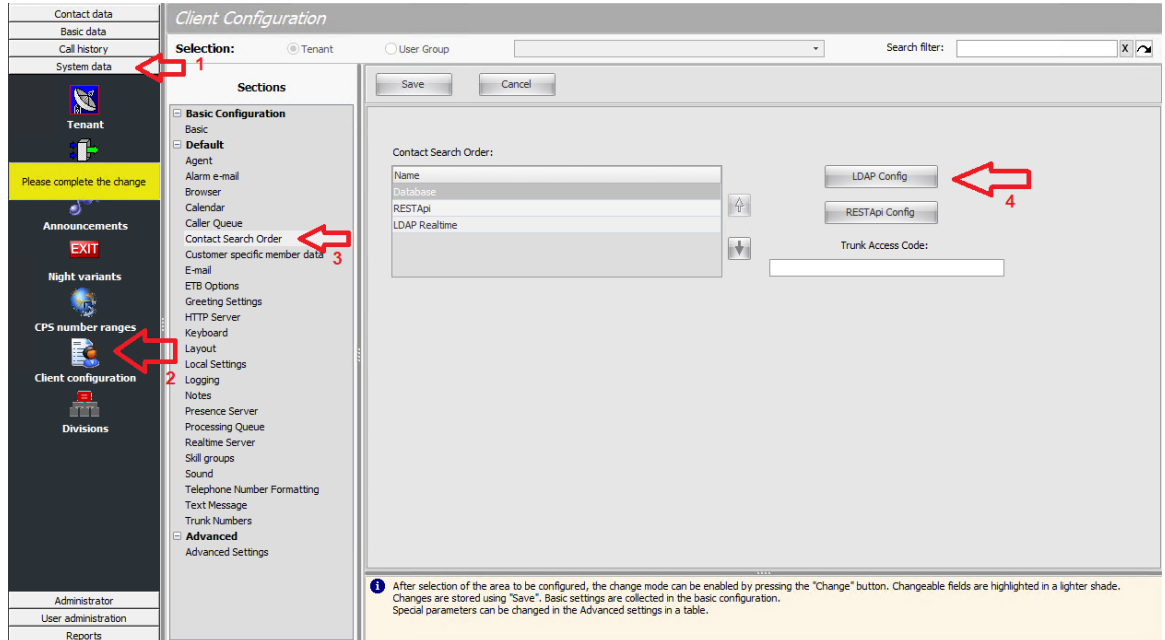 Contact data
Basic data
Call history
System data
1
Tenant
Please complete the change
Announcements
EXIT
Night variants
CPS number ranges
Client configuration
2
Divisions
Administrator
User administration
Reports
Client Configuration
Selection:
Tenant
User Group
Search filter:
X
Sections
Basic Configuration
Basic
Default
Agent
Alarm e-mail
Browser
Calendar
Caller Queue
Contact Search Order
3
Customer specific member data
E-mail
ETB Options
Greeting Settings
HTTP Server
Keyboard
Layout
Local Settings
Logging
Notes
Presence Server
Processing Queue
Realtime Server
Skill groups
Sound
Telephone Number Formatting
Text Message
Trunk Numbers
Advanced
Advanced Settings
Save
Cancel
Contact Search Order:
Name
Database
RESTApi
LDAP Realtime
LDAP Config
4
RESTApi Config
Trunk Access Code:
After selection of the area to be configured, the change mode can be enabled by pressing the "Change" button. Changeable fields are highlighted in a lighter shade.
Changes are stored using "Save". Basic settings are collected in the basic configuration.
Special parameters can be changed in the Advanced settings in a table.